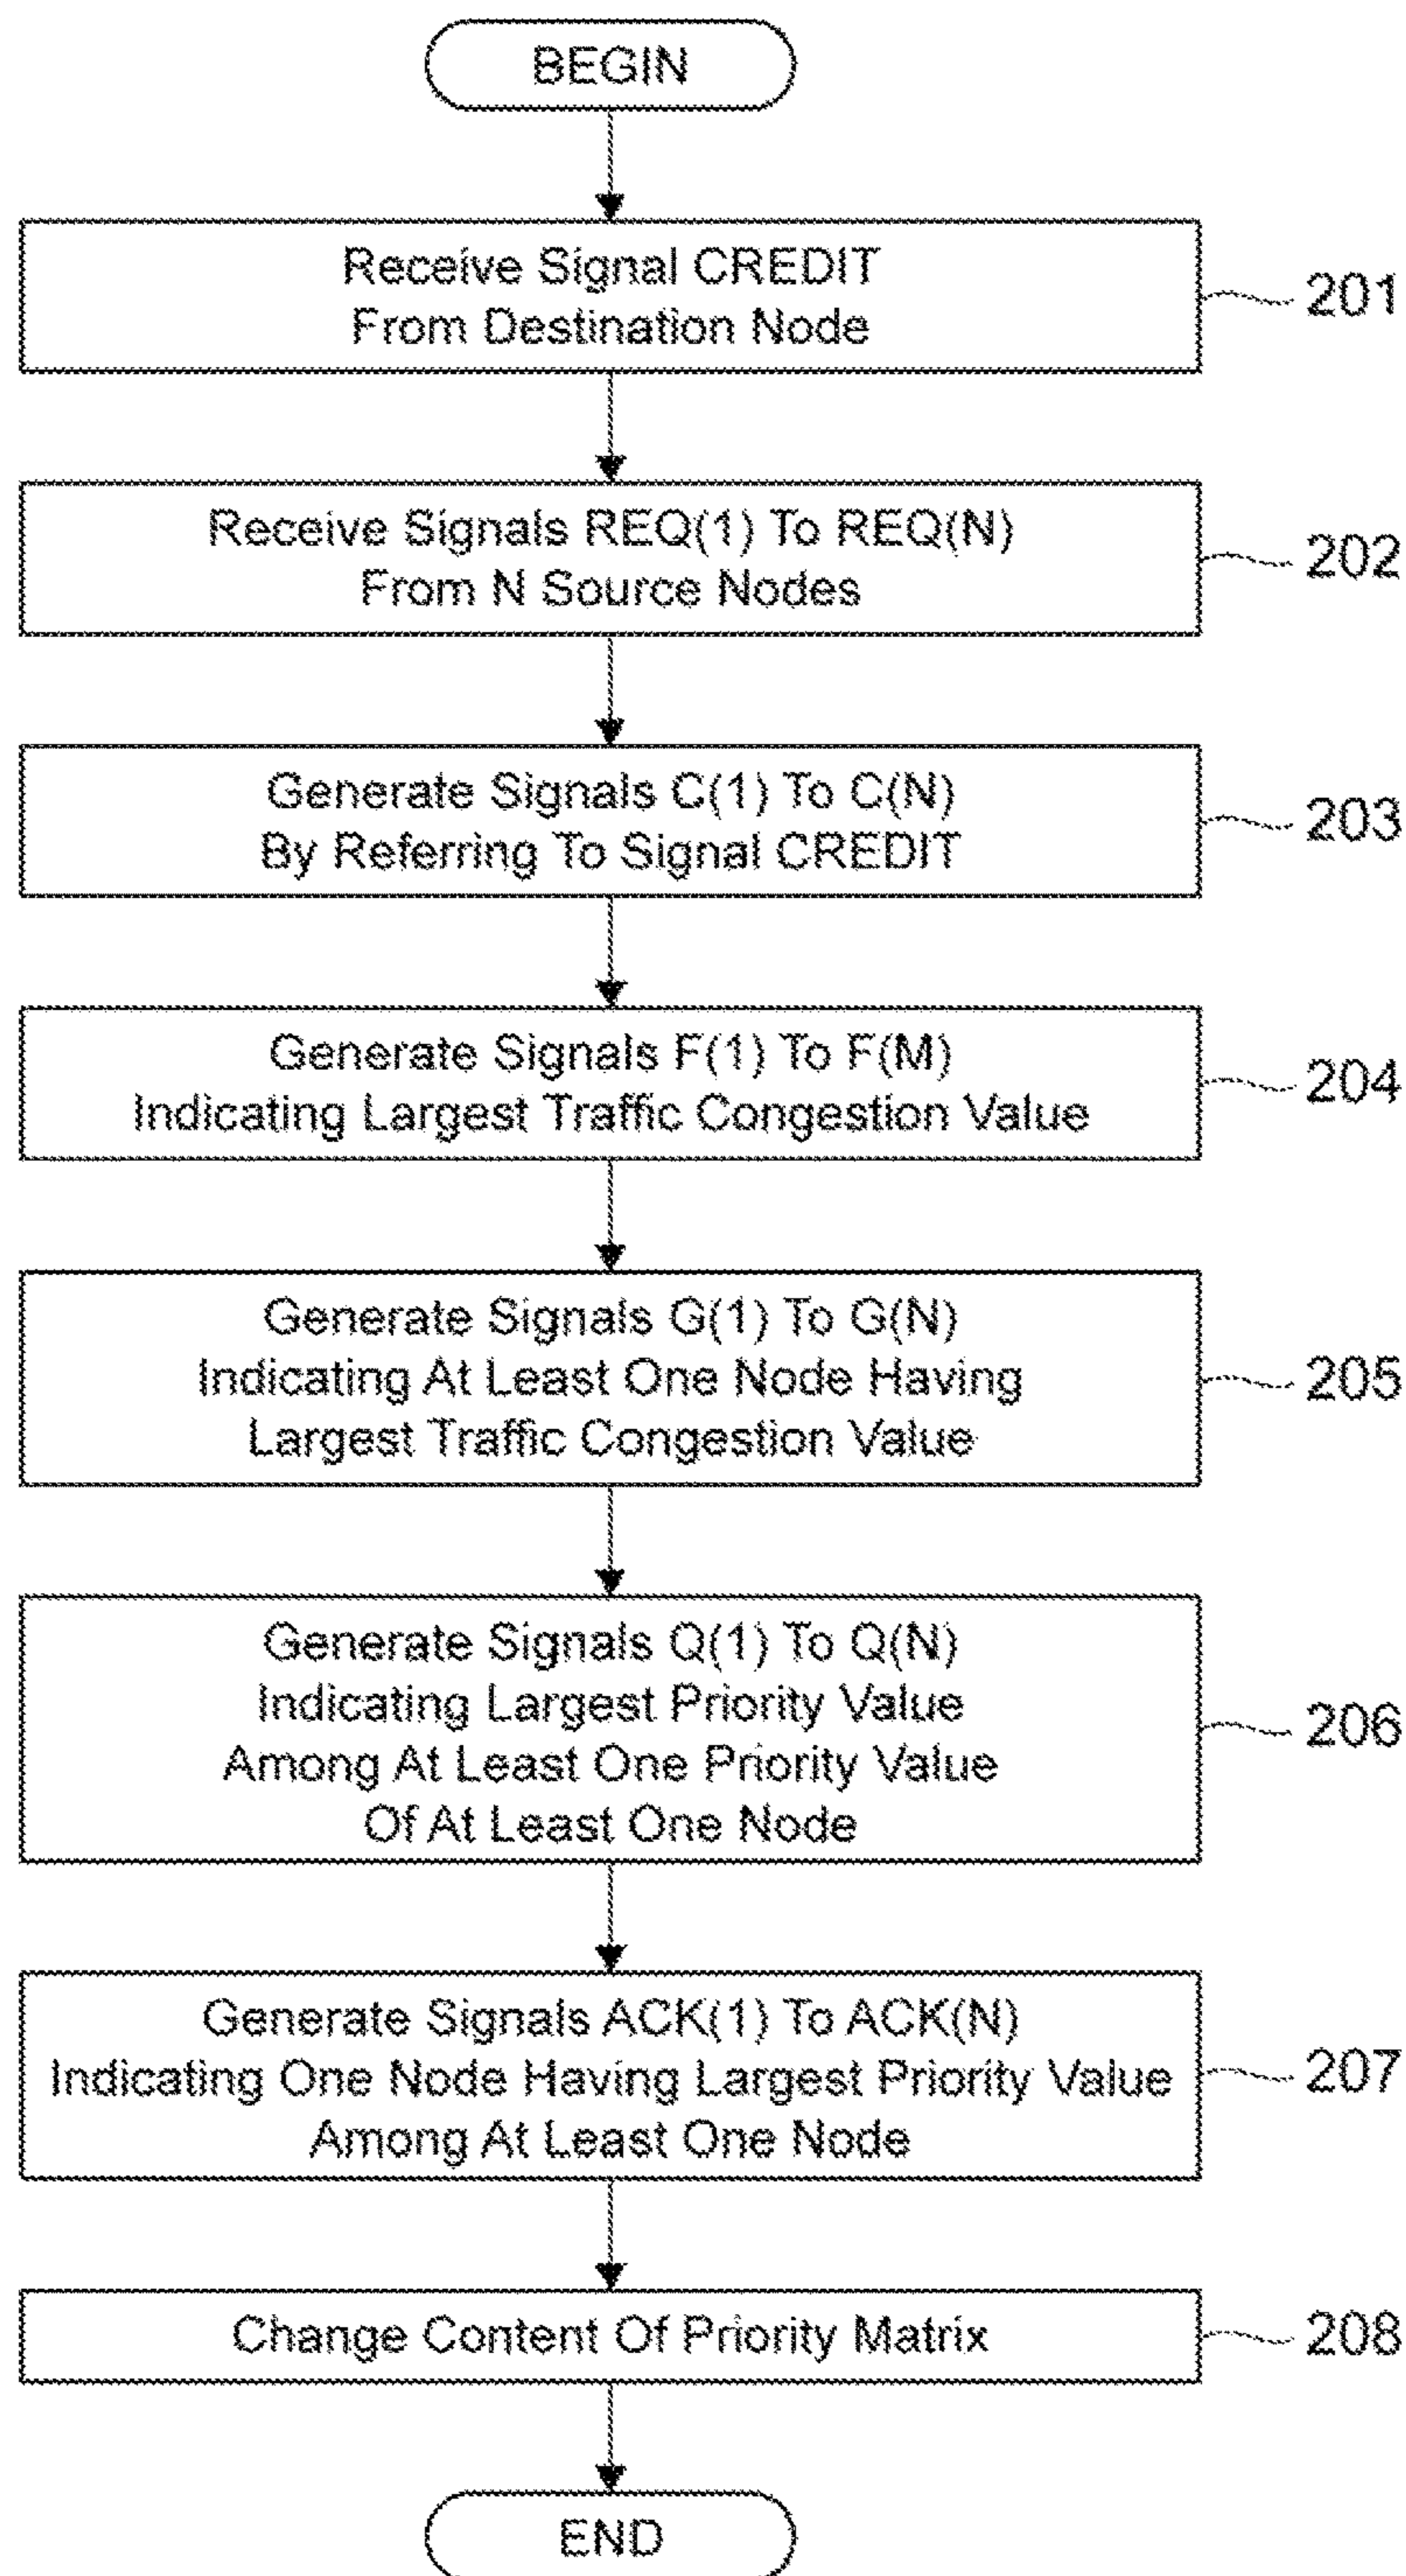 BEGIN
Receive Signal CREDIT
From Destination Node
201
Receive Signals REQ(1) To REQ(N)
From N Source Nodes
202
Generate Signals C(1) To C(N)
By Referring To Signal CREDIT
203
Generate Signals F(1) To F(M)
Indicating Largest Traffic Congestion Value
204
Generate Signals G(1) To G(N)
Indicating At Least One Node Having
Largest Traffic Congestion Value
205
Generate Signals Q(1) To Q(N)
Indicating Largest Priority Value
Among At Least One Priority Value
Of At Least One Node
206
Generate Signals ACK(1) To ACK(N)
Indicating One Node Having Largest Priority Value
Among At Least One Node
207
Change Content Of Priority Matrix
208
END